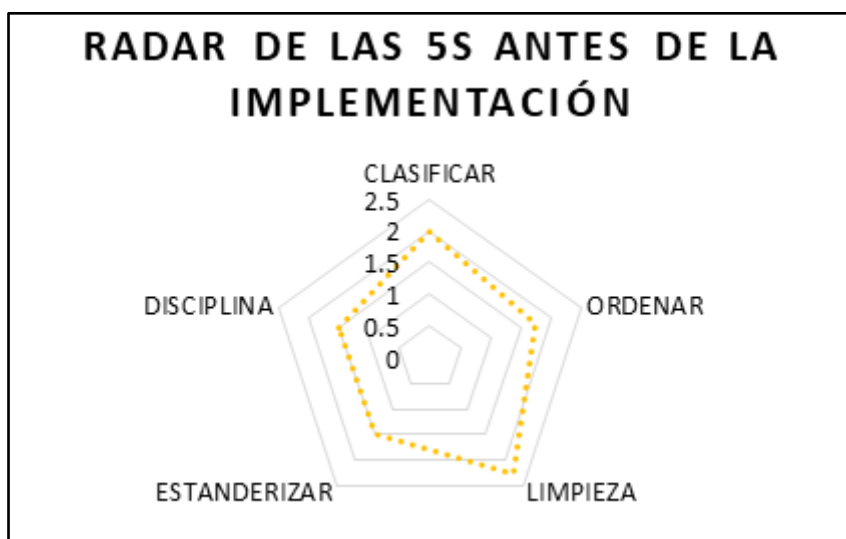 RADAR DE LAS 5S ANTES DE LA
IMPLEMENTACIÓN
CLASIFICAR
2.5
2
1.5
1
0.5
0
DISCIPLINA
ORDENAR
ESTANDERIZAR
LIMPIEZA